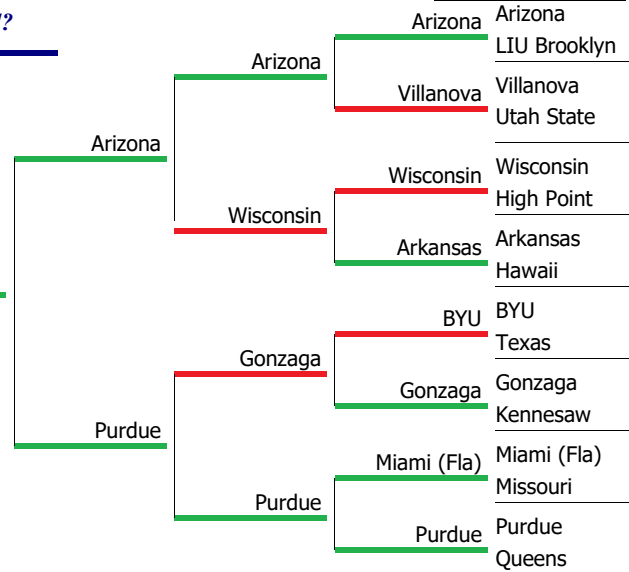 ?
Arizona
LIU Brooklyn
Villanova
Utah State
Wisconsin
High Point
Arkansas
Hawaii
BYU
Texas
Gonzaga
Kennesaw
Miami (Fla)
Missouri
Purdue
Queens
Arizona
Villanova
Wisconsin
Arkansas
BYU
Gonzaga
Miami (Fla)
Purdue
Arizona
Wisconsin
Gonzaga
Purdue
Arizona
Purdue